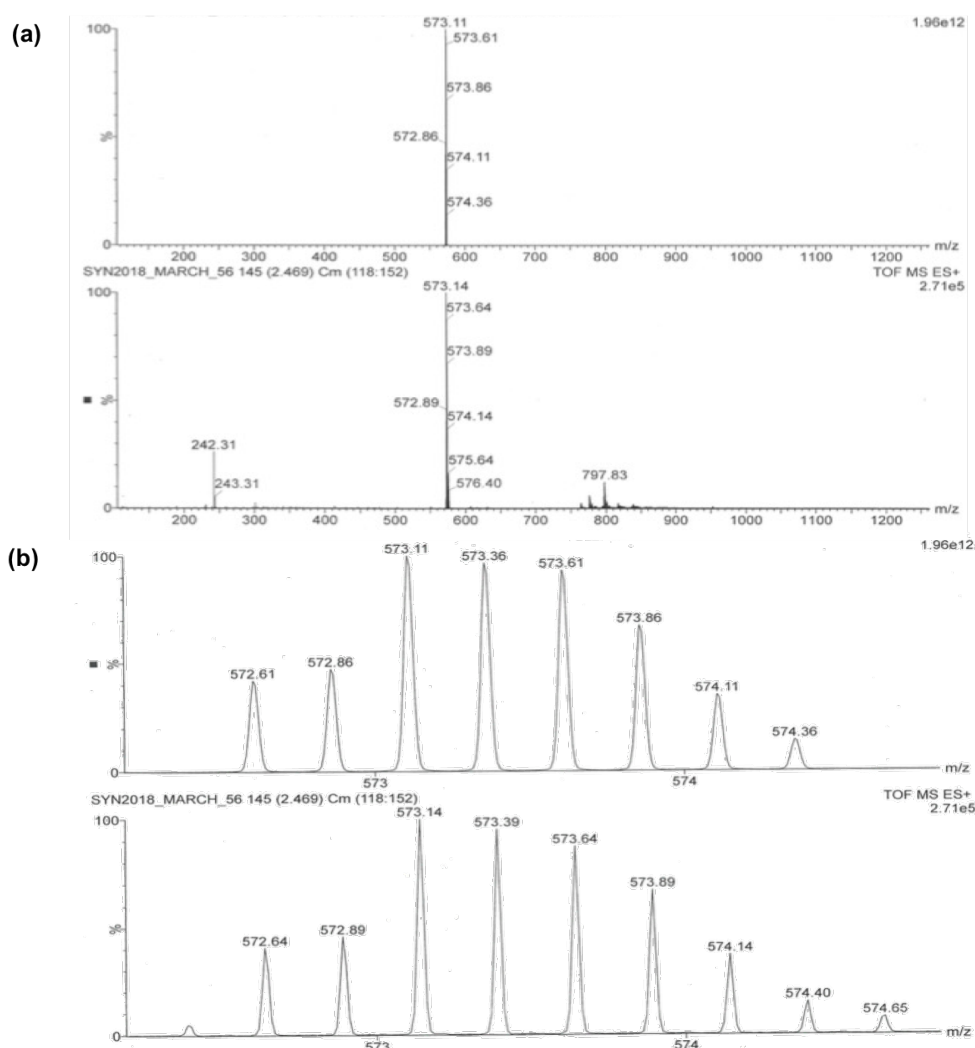 (a)
573.11
1.96e12
573.61
573.86
572.86
574.11
574.36
100
%
0
200 300 400 500 600 700 800 900 1000 1100 1200
m/z
SYN2018_MARCH_56 145 (2.469) Cm (118:152)
TOF MS ES+
2.71e5
573.14
573.64
573.89
572.89
574.14
575.64
576.40
242.31
243.31
797.83
100
%
0
200 300 400 500 600 700 800 900 1000 1100 1200
m/z
(b)
1.96e12
573.11 573.36 573.61
573.86
572.61 572.86
574.11
574.36
100
%
0
573 574
m/z
SYN2018_MARCH_56 145 (2.469) Cm (118:152)
TOF MS ES+
2.71e5
573.14 573.39 573.64
573.89
572.64 572.89
574.14
574.40 574.65
100
%
0
573 574
m/z